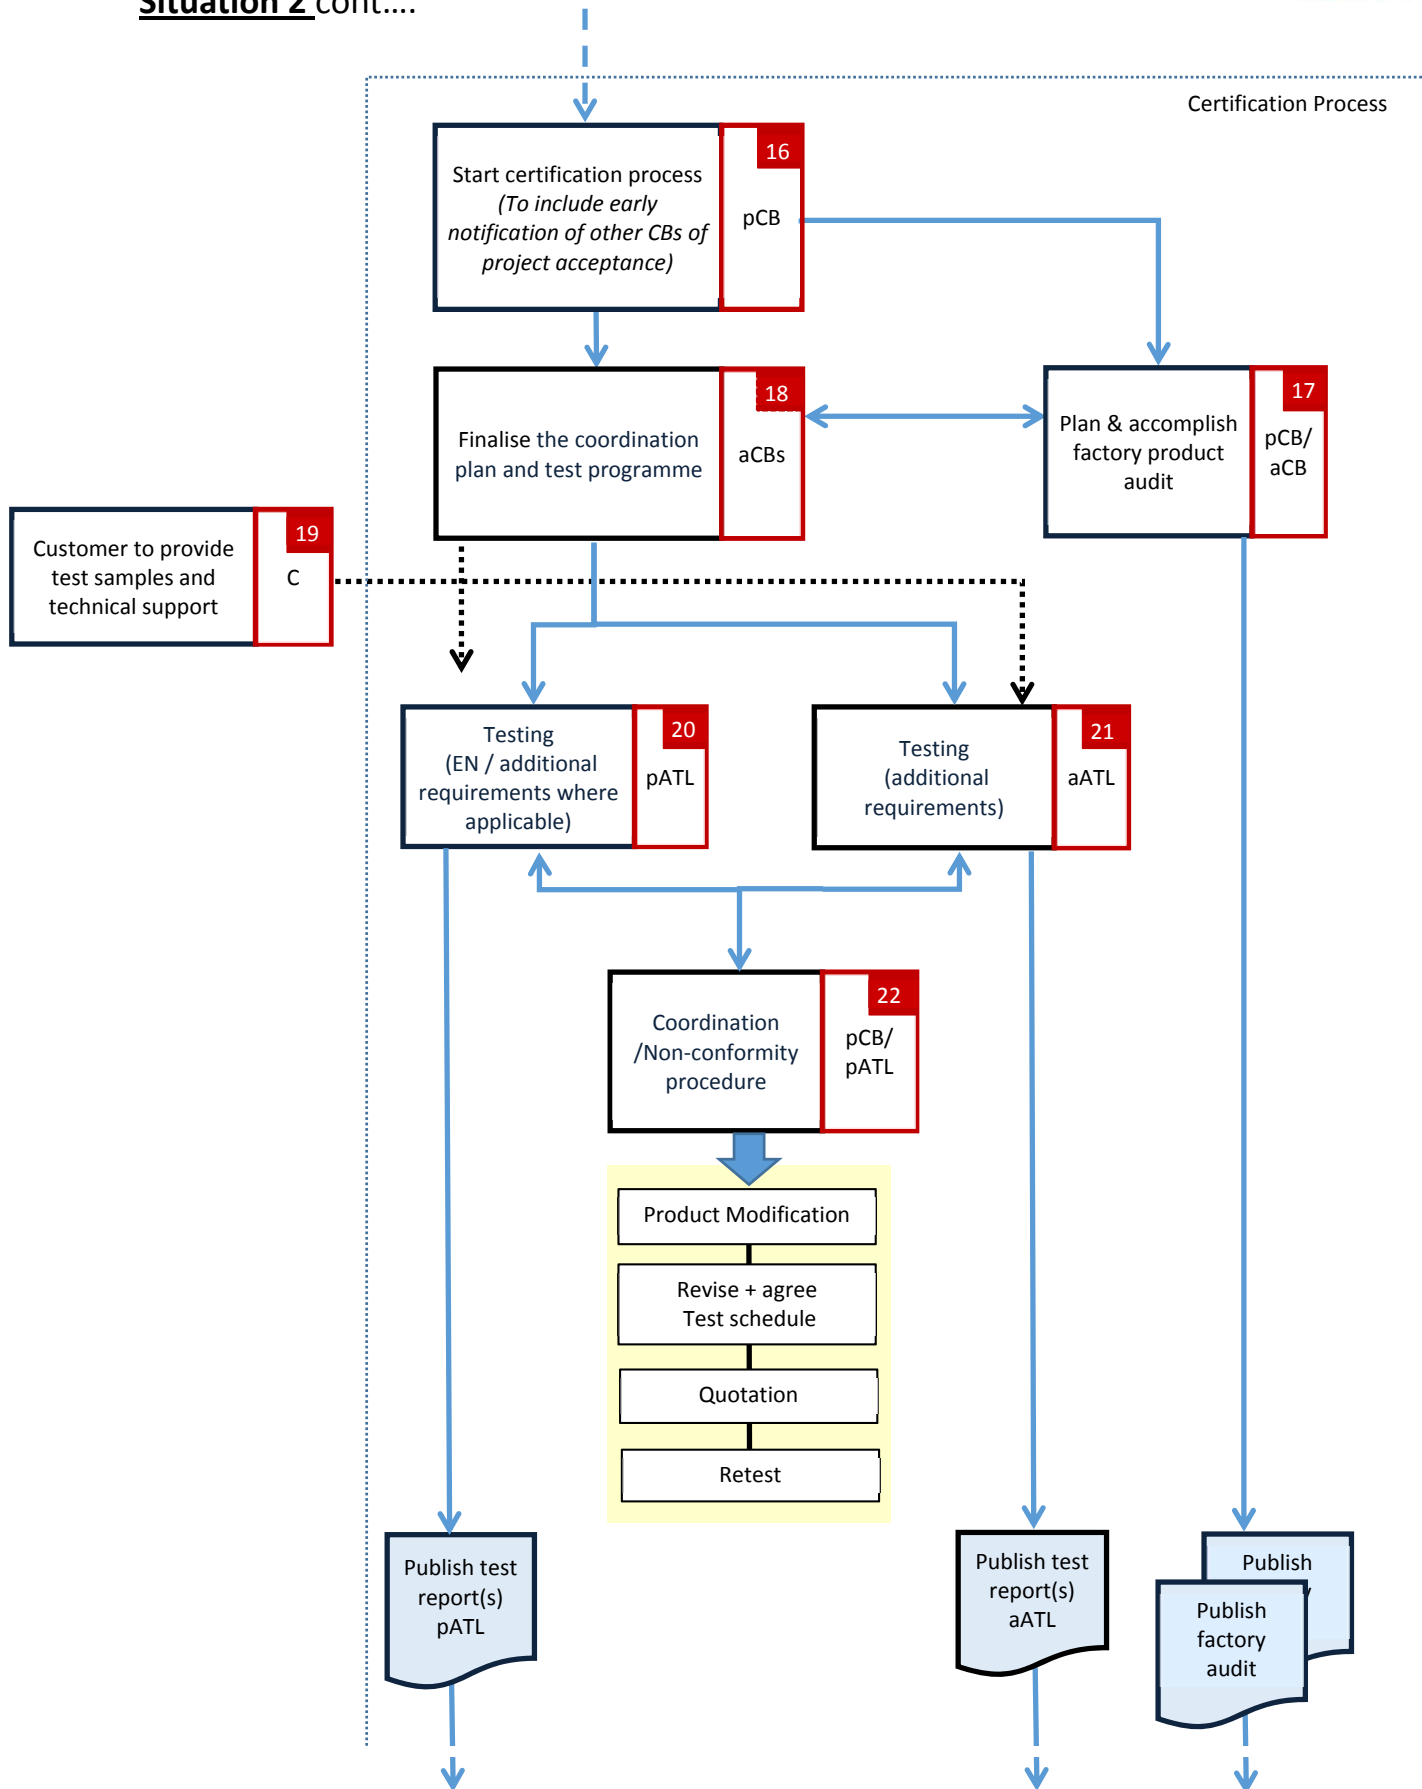 Situation 2 cont....
Certification Process
16
Start certification process
(To include early
notification of other CBs of
project acceptance)
pCB
18
Finalise the coordination
plan and test programme
aCBs
17
Plan & accomplish
factory product
audit
pCB/
aCB
19
Customer to provide
test samples and
technical support
C
20
Testing
(EN / additional
requirements where
applicable)
pATL
21
Testing
(additional
requirements)
aATL
22
Coordination
/Non-conformity
procedure
pCB/
pATL
Product Modification
Revise + agree
Test schedule
Quotation
Retest
Publish test
report(s)
pATL
Publish test
report(s)
aATL
Publish
Publish
factory
audit